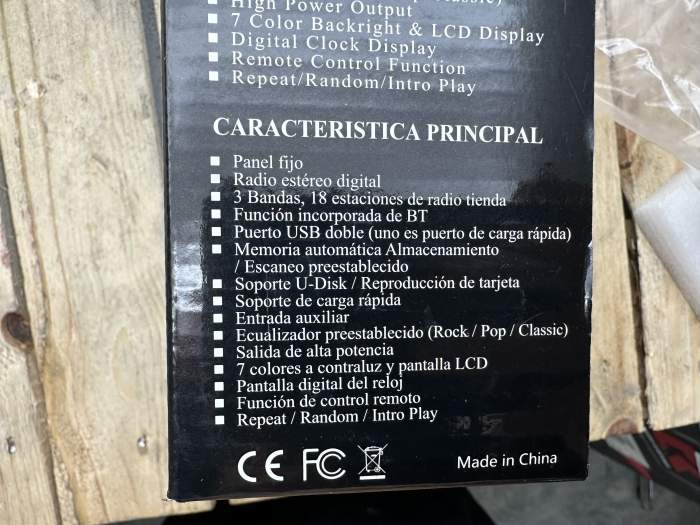 High Power Output
7 Color Backright & LCD Display
Digital Clock Display
Remote Control Function
Repeat/Random/Intro Play
CARACTERISTICA PRINCIPAL
Panel fijo
Radio estéreo digital
3 Bandas, 18 estaciones de radio tienda
Función incorporada de BT
Puerto USB doble (uno es puerto de carga rápida)
Memoria automática Almacenamiento
/ Escaneo preestablecido
Soporte U-Disk / Reproducción de tarjeta
Soporte de carga rápida
Entrada auxiliar
Ecualizador preestablecido (Rock / Pop / Classic)
Salida de alta potencia
7 colores a contraluz y pantalla LCD
Pantalla digital del reloj
Función de control remoto
Repeat / Random / Intro Play
CE FC Made in China